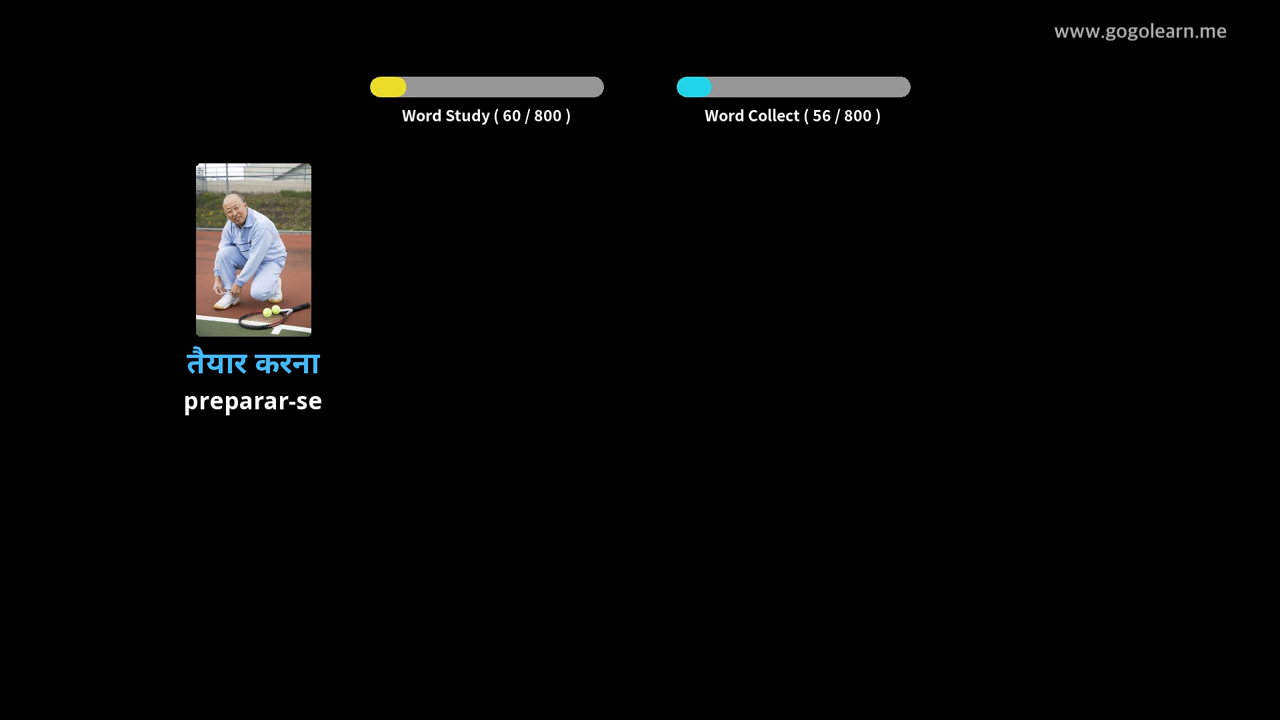 www.gogolearn.me
Word Study ( 60 / 800 )
Word Collect ( 56 / 800 )
तैयार करना
preparar-se